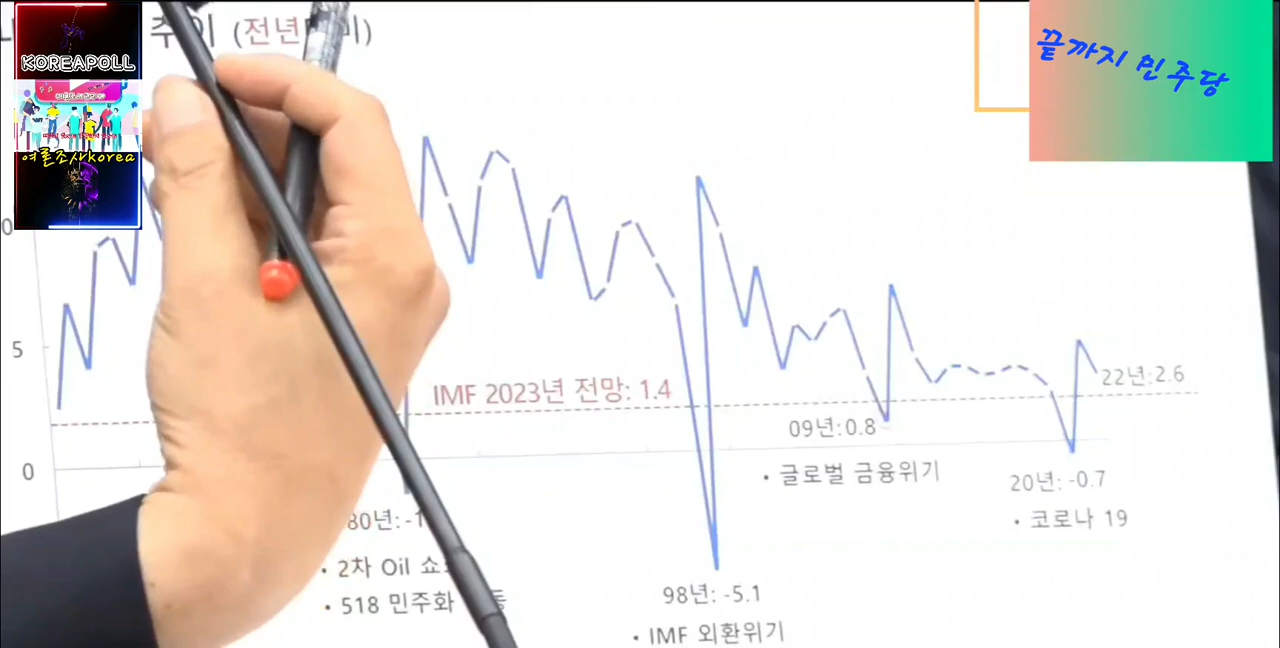 추이 (전년
KOREAPOLL
여론조사korea
끝까지 민주당
0
5
IMF 2023년 전망: 1.4
22년:2.6
09년:0.8
• 글로벌 금융위기
0
20년: -0.7
• 코로나 19
80년: -1
• 2차 Oil 쇼
• 518 민주화
98년: -5.1
• IMF 외환위기